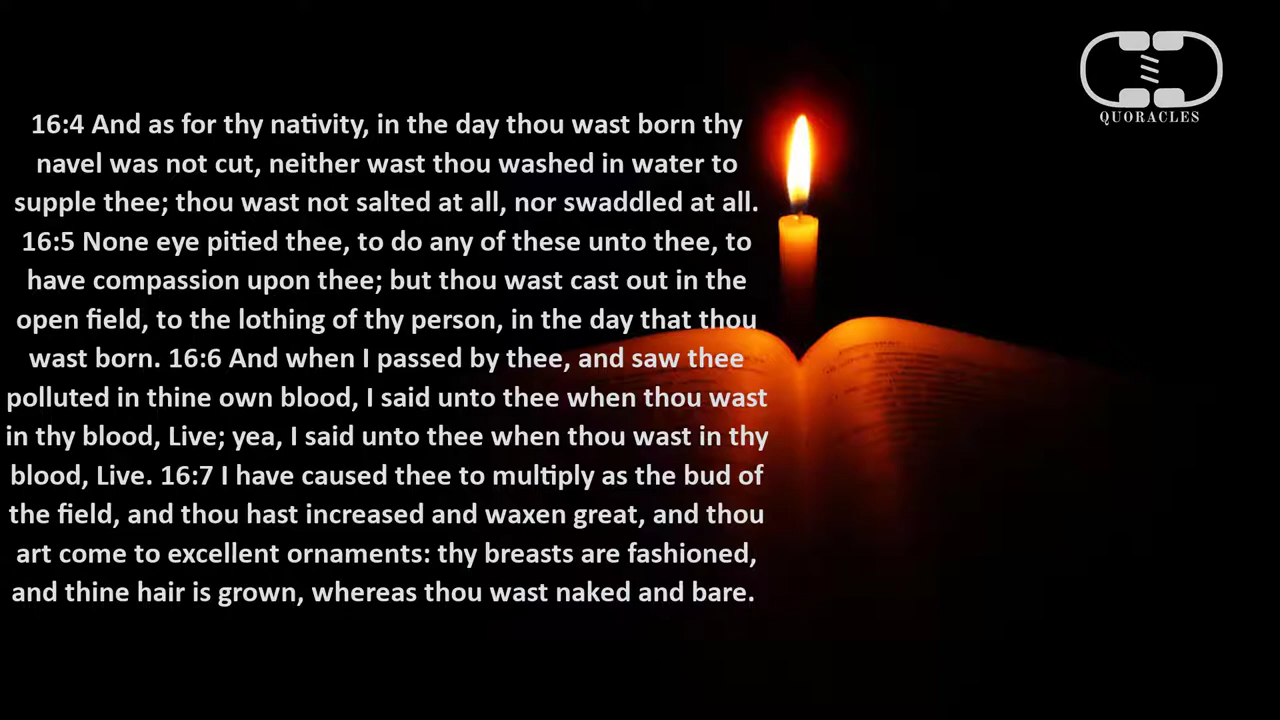 16:4 And as for thy nativity, in the day thou wast born thy
navel was not cut, neither wast thou washed in water to
supple thee; thou wast not salted at all, nor swaddled at all.
16:5 None eye pitied thee, to do any of these unto thee, to
have compassion upon thee; but thou wast cast out in the
open field, to the lothing of thy person, in the day that thou
wast born. 16:6 And when I passed by thee, and saw thee
polluted in thine own blood, I said unto thee when thou wast
in thy blood, Live; yea, I said unto thee when thou wast in thy
blood, Live. 16:7 I have caused thee to multiply as the bud of
the field, and thou hast increased and waxen great, and thou
art come to excellent ornaments: thy breasts are fashioned,
and thine hair is grown, whereas thou wast naked and bare.
QUORACLES